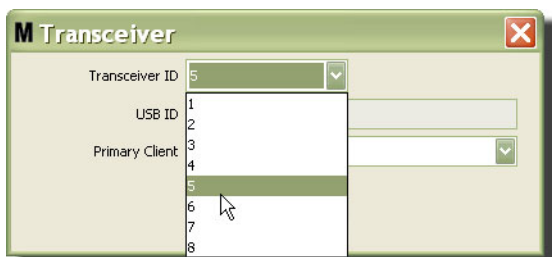 M Transceiver
Transceiver ID 5
1
USB ID
2
Primary Client 3
4
5
6
7
8